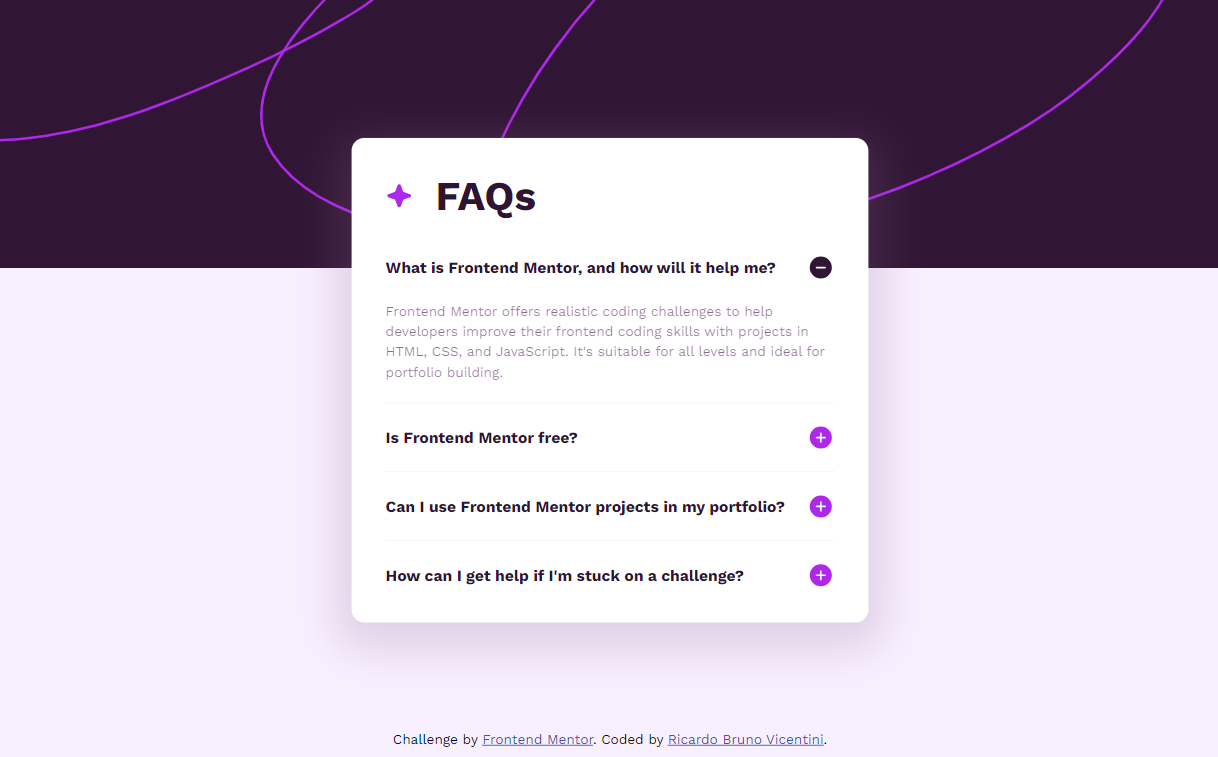 FAQs
What is Frontend Mentor, and how will it help me?
Frontend Mentor offers realistic coding challenges to help
developers improve their frontend coding skills with projects in
HTML, CSS, and JavaScript. It's suitable for all levels and ideal for
portfolio building.
Is Frontend Mentor free?
Can I use Frontend Mentor projects in my portfolio?
How can I get help if I'm stuck on a challenge?
Challenge by Frontend Mentor. Coded by Ricardo Bruno Vicentini.